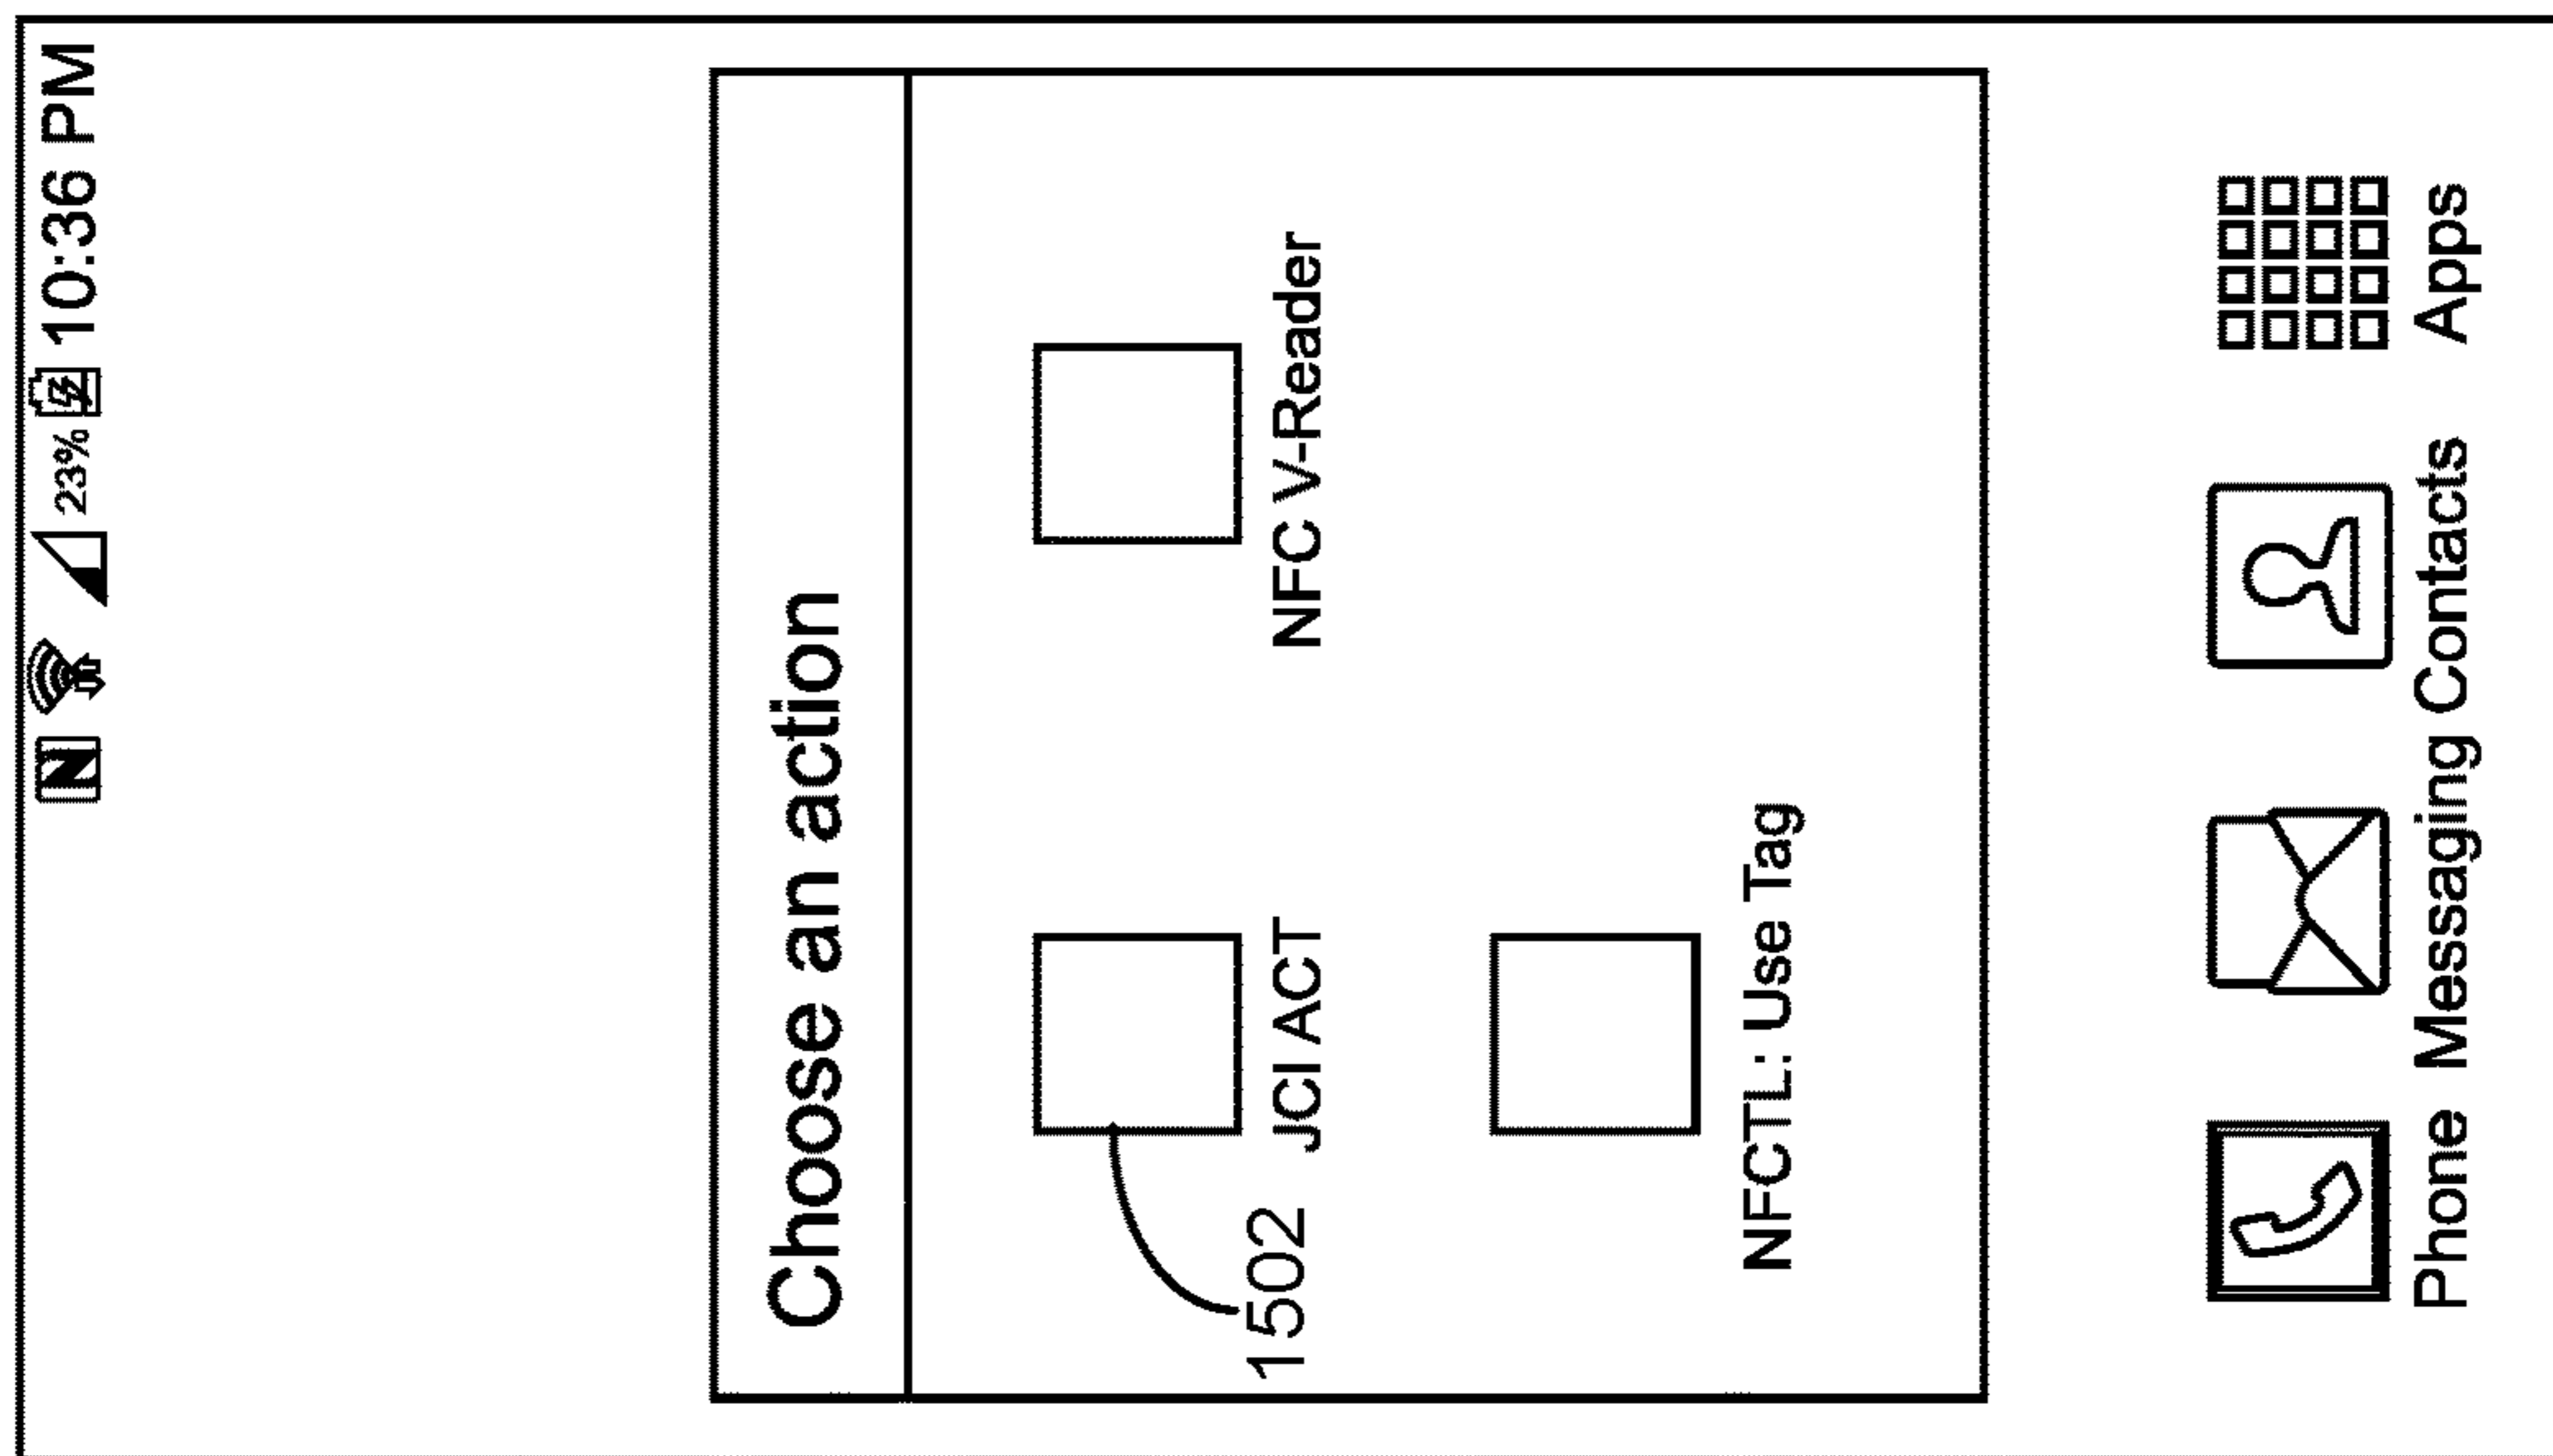 N 23% 10:36 PM
Choose an action
1502
JCI ACT
NFC V-Reader
NFCTL: Use Tag
Phone Messaging Contacts Apps